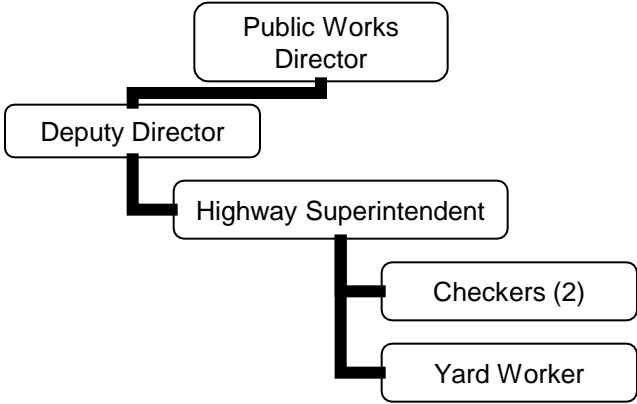 Public Works
Director
Deputy Director
Highway Superintendent
Checkers (2)
Yard Worker